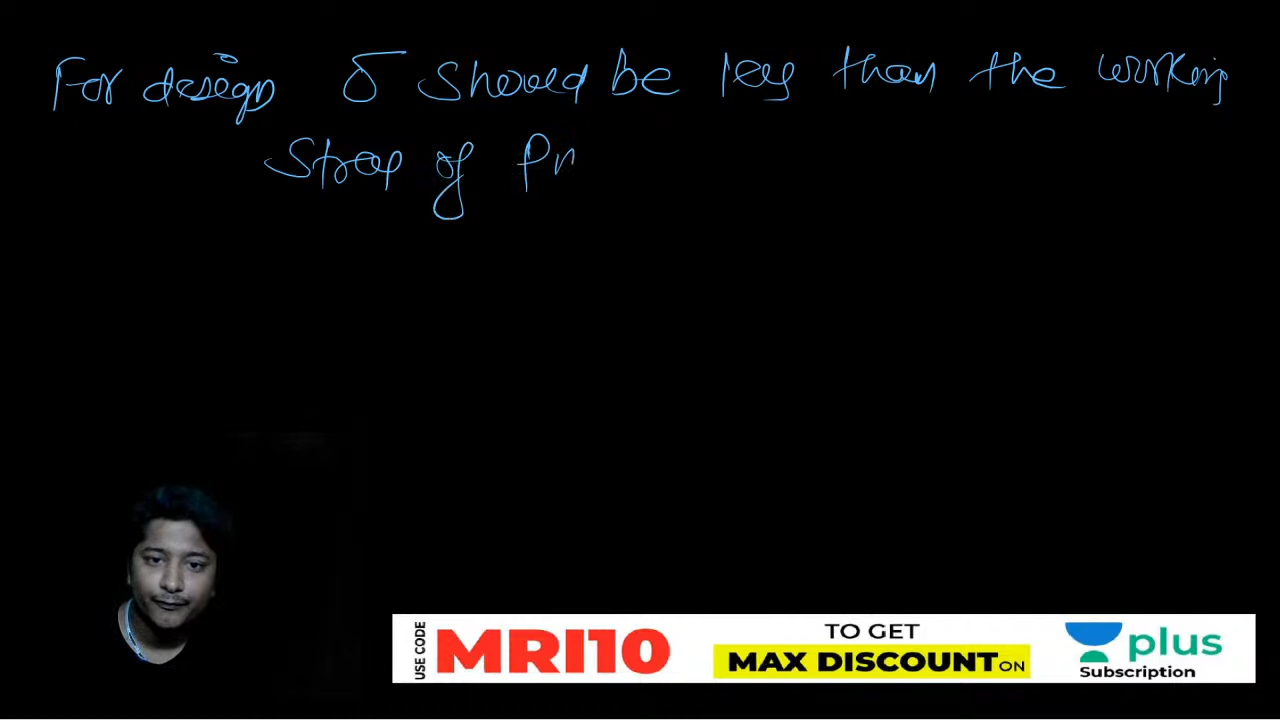 For design σ should be less than the working
stress of Pr
USE CODE
MRI10
TO GET
MAX DISCOUNT ON
plus
Subscription